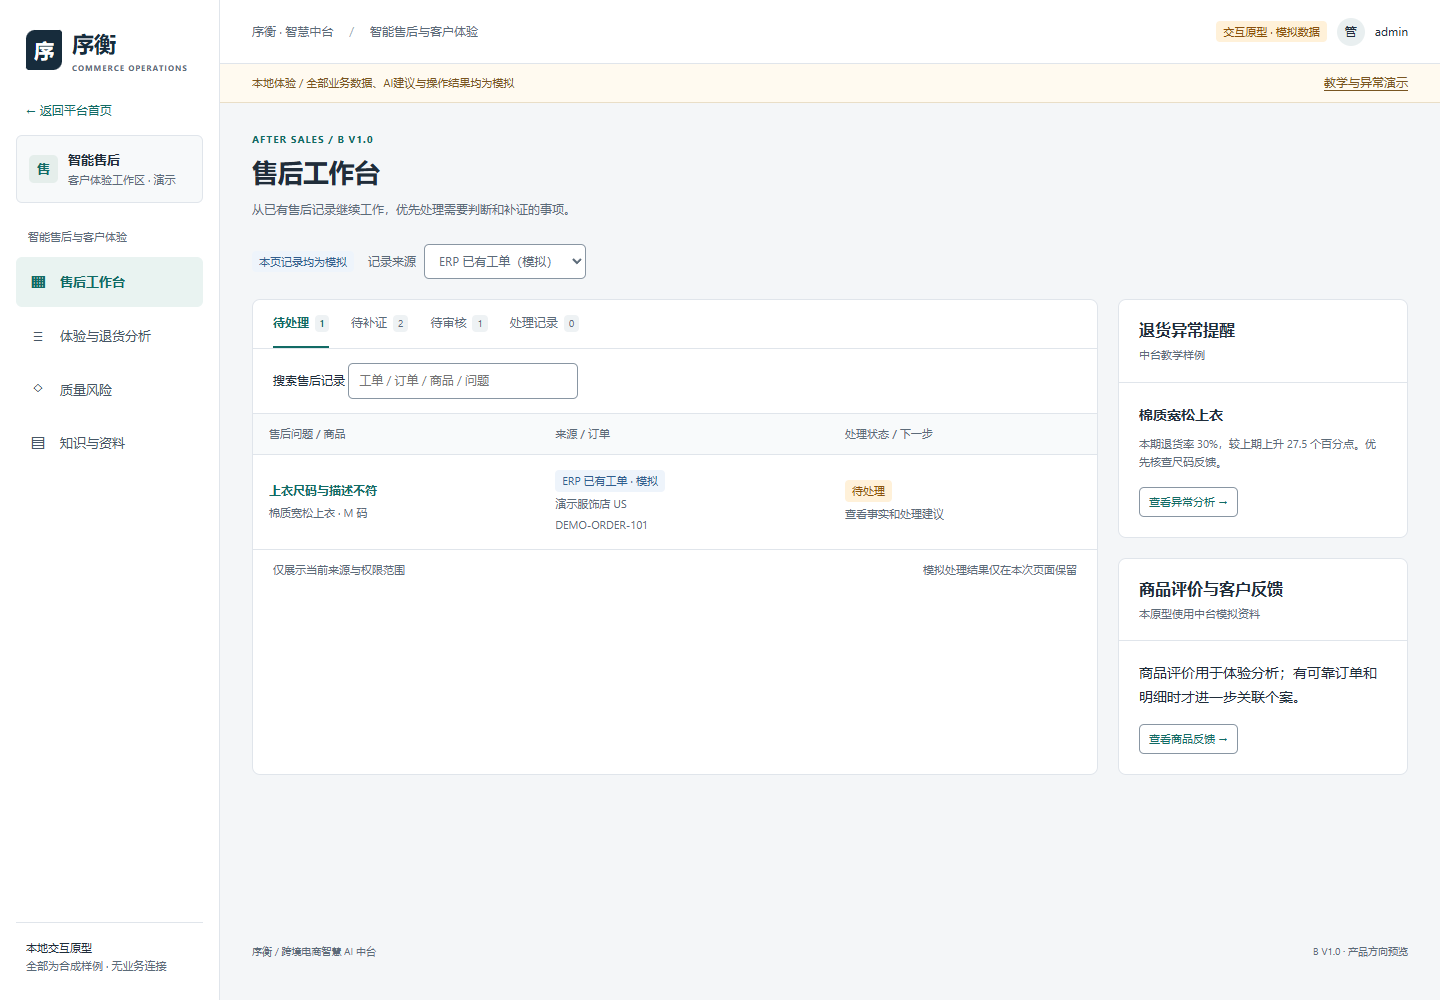 序
序衡
COMMERCE OPERATIONS
← 返回平台首页
售
智能售后
客户体验工作区 · 演示
智能售后与客户体验
售后工作台
体验与退货分析
质量风险
知识与资料
本地交互原型
全部为合成样例 · 无业务连接
序衡 · 智慧中台 / 智能售后与客户体验
交互原型 · 模拟数据
管
admin
本地体验 / 全部业务数据、AI建议与操作结果均为模拟
教学与异常演示
AFTER SALES / B V1.0
售后工作台
从已有售后记录继续工作，优先处理需要判断和补证的事项。
本页记录均为模拟
记录来源
ERP 已有工单（模拟）
待处理 1
待补证 2
待审核 1
处理记录 0
搜索售后记录
工单 / 订单 / 商品 / 问题
售后问题 / 商品
来源 / 订单
处理状态 / 下一步
上衣尺码与描述不符
棉质宽松上衣 · M 码
ERP 已有工单 · 模拟
演示服饰店 US
DEMO-ORDER-101
待处理
查看事实和处理建议
仅展示当前来源与权限范围
模拟处理结果仅在本次页面保留
退货异常提醒
中台教学样例
棉质宽松上衣
本期退货率 30%，较上期上升 27.5 个百分点。优
先核查尺码反馈。
查看异常分析 →
商品评价与客户反馈
本原型使用中台模拟资料
商品评价用于体验分析；有可靠订单和
明细时才进一步关联个案。
查看商品反馈 →
序衡 / 跨境电商智慧 AI 中台
B V1.0 · 产品方向预览